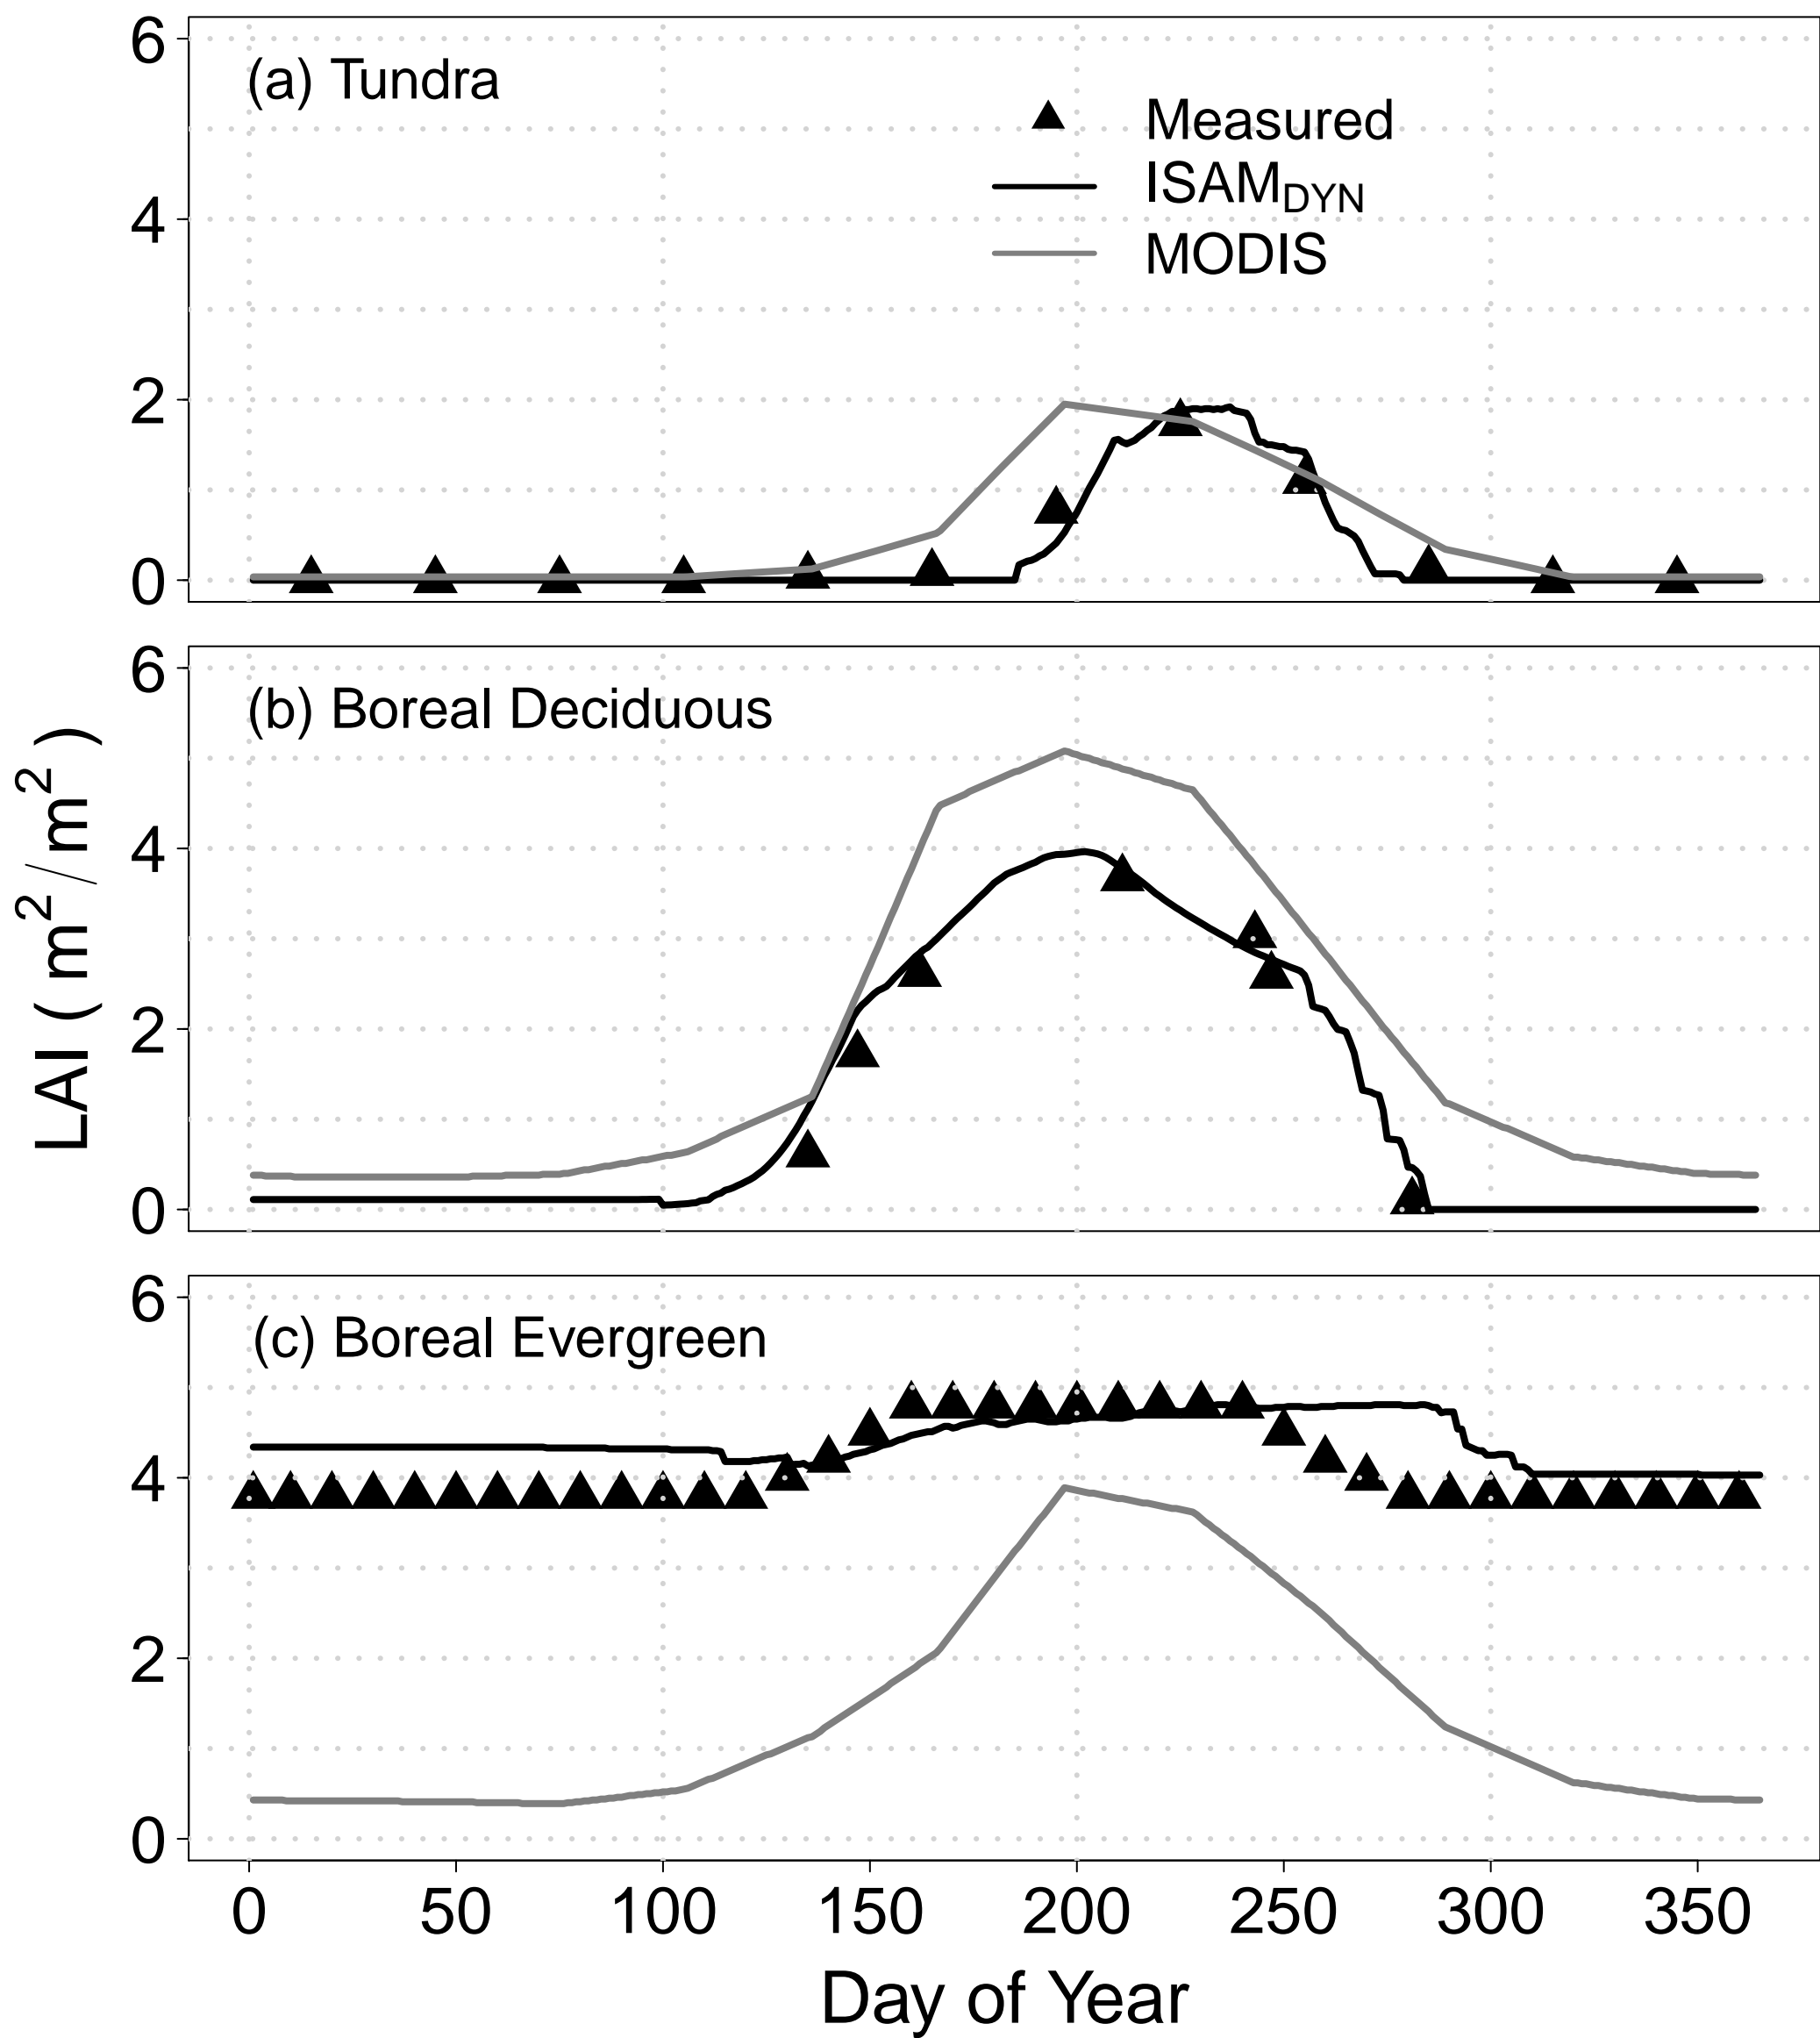 6
(a) Tundra
Measured
4
ISAM_DYN
MODIS
2
0
6
(b) Boreal Deciduous
4
2
0
LAI ( m² / m² )
6
(c) Boreal Evergreen
4
2
0
0 50 100 150 200 250 300 350
Day of Year